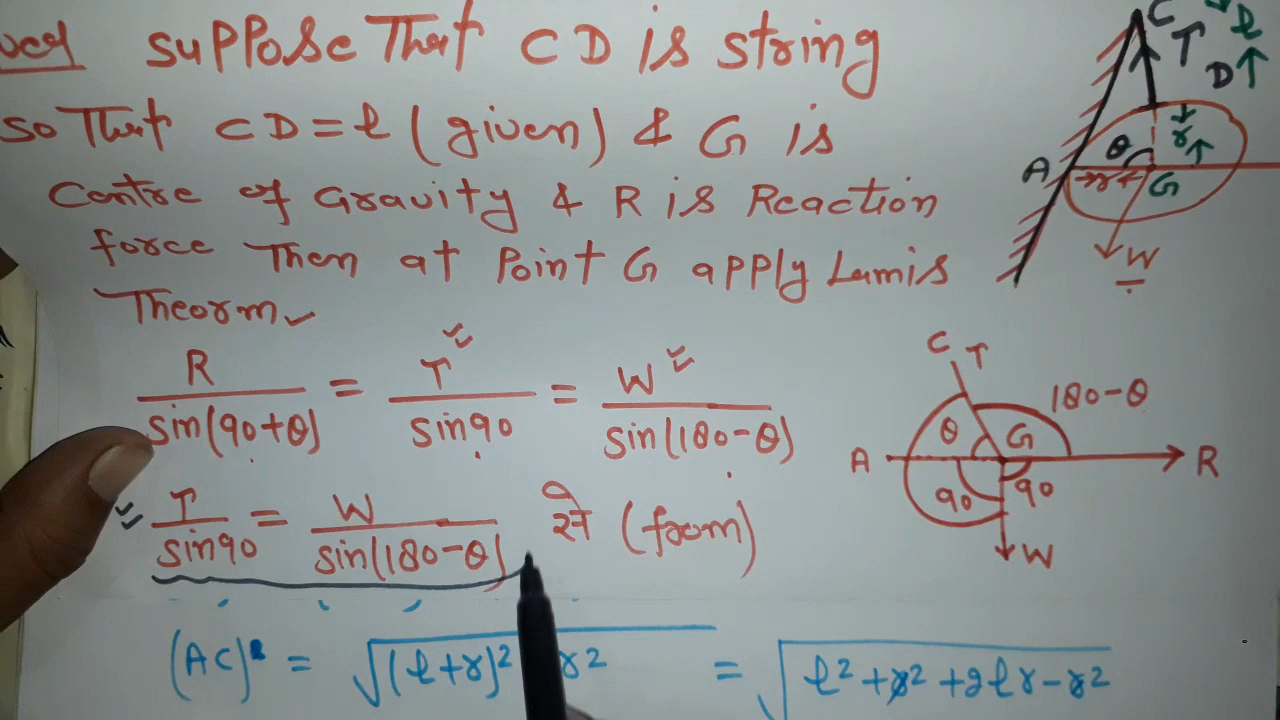 Suppose That CD is string
so That CD = l (given) & G is
Centre of Gravity & R is Reaction
force Then at Point G apply Lamis
Theorm
R/sin(90+θ) = T/sin90 = W/sin(180-θ)
T/sin90 = W/sin(180-θ) से (from)
(AC) = √(l+r)² r² = √l²+r²+2lr-r²
C
T
l
D
r
θ
A
r
G
W
C T
180-θ
θ G
A R
90 90
W